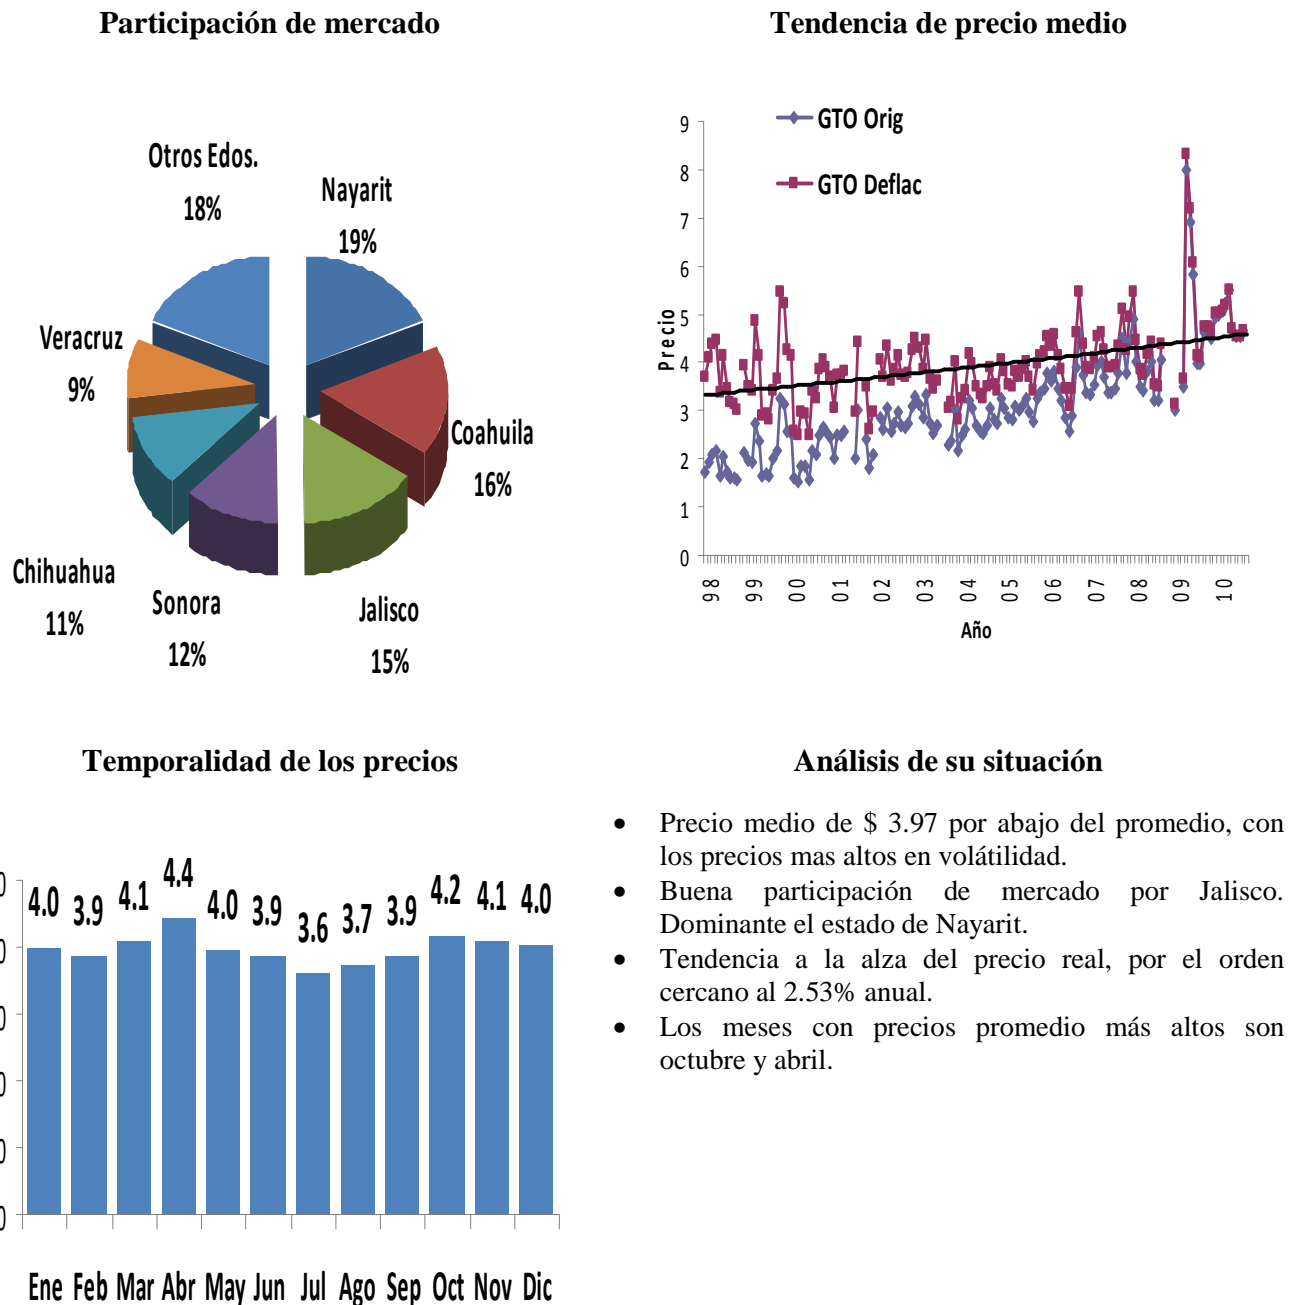 Participación de mercado
Otros Edos.
18%
Nayarit
19%
Veracruz
9%
Coahuila
16%
Chihuahua
11%
Sonora
12%
Jalisco
15%
Tendencia de precio medio
GTO Orig
GTO Deflac
Precio
9
8
7
6
5
4
3
2
1
0
98 99 00 01 02 03 04 05 06 07 08 09 10
Año
Temporalidad de los precios
4.0 3.9 4.1 4.4 4.0 3.9 3.6 3.7 3.9 4.2 4.1 4.0
0
0
0
0
0
0
Ene Feb Mar Abr May Jun Jul Ago Sep Oct Nov Dic
Análisis de su situación
• Precio medio de $ 3.97 por abajo del promedio, con
los precios mas altos en volátilidad.
• Buena participación de mercado por Jalisco.
Dominante el estado de Nayarit.
• Tendencia a la alza del precio real, por el orden
cercano al 2.53% anual.
• Los meses con precios promedio más altos son
octubre y abril.